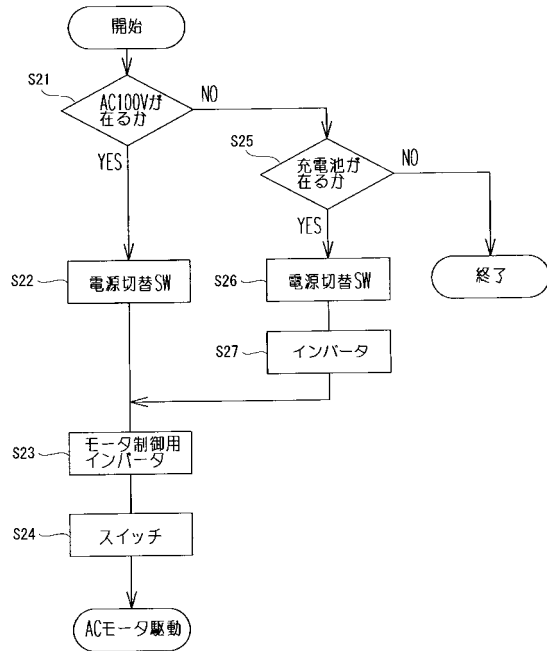 開始
S21
AC100Vが
在るか
NO
YES
S25
充電池が
在るか
NO
YES
S22
電源切替SW
S26
電源切替SW
終了
S27
インバータ
S23
モータ制御用
インバータ
S24
スイッチ
ACモータ駆動